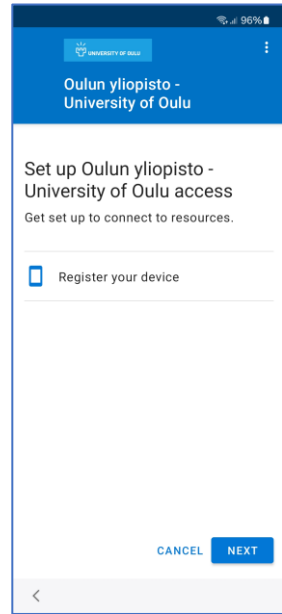 96%
UNIVERSITY OF OULU
Oulun yliopisto -
University of Oulu
Set up Oulun yliopisto -
University of Oulu access
Get set up to connect to resources.
Register your device
CANCEL NEXT